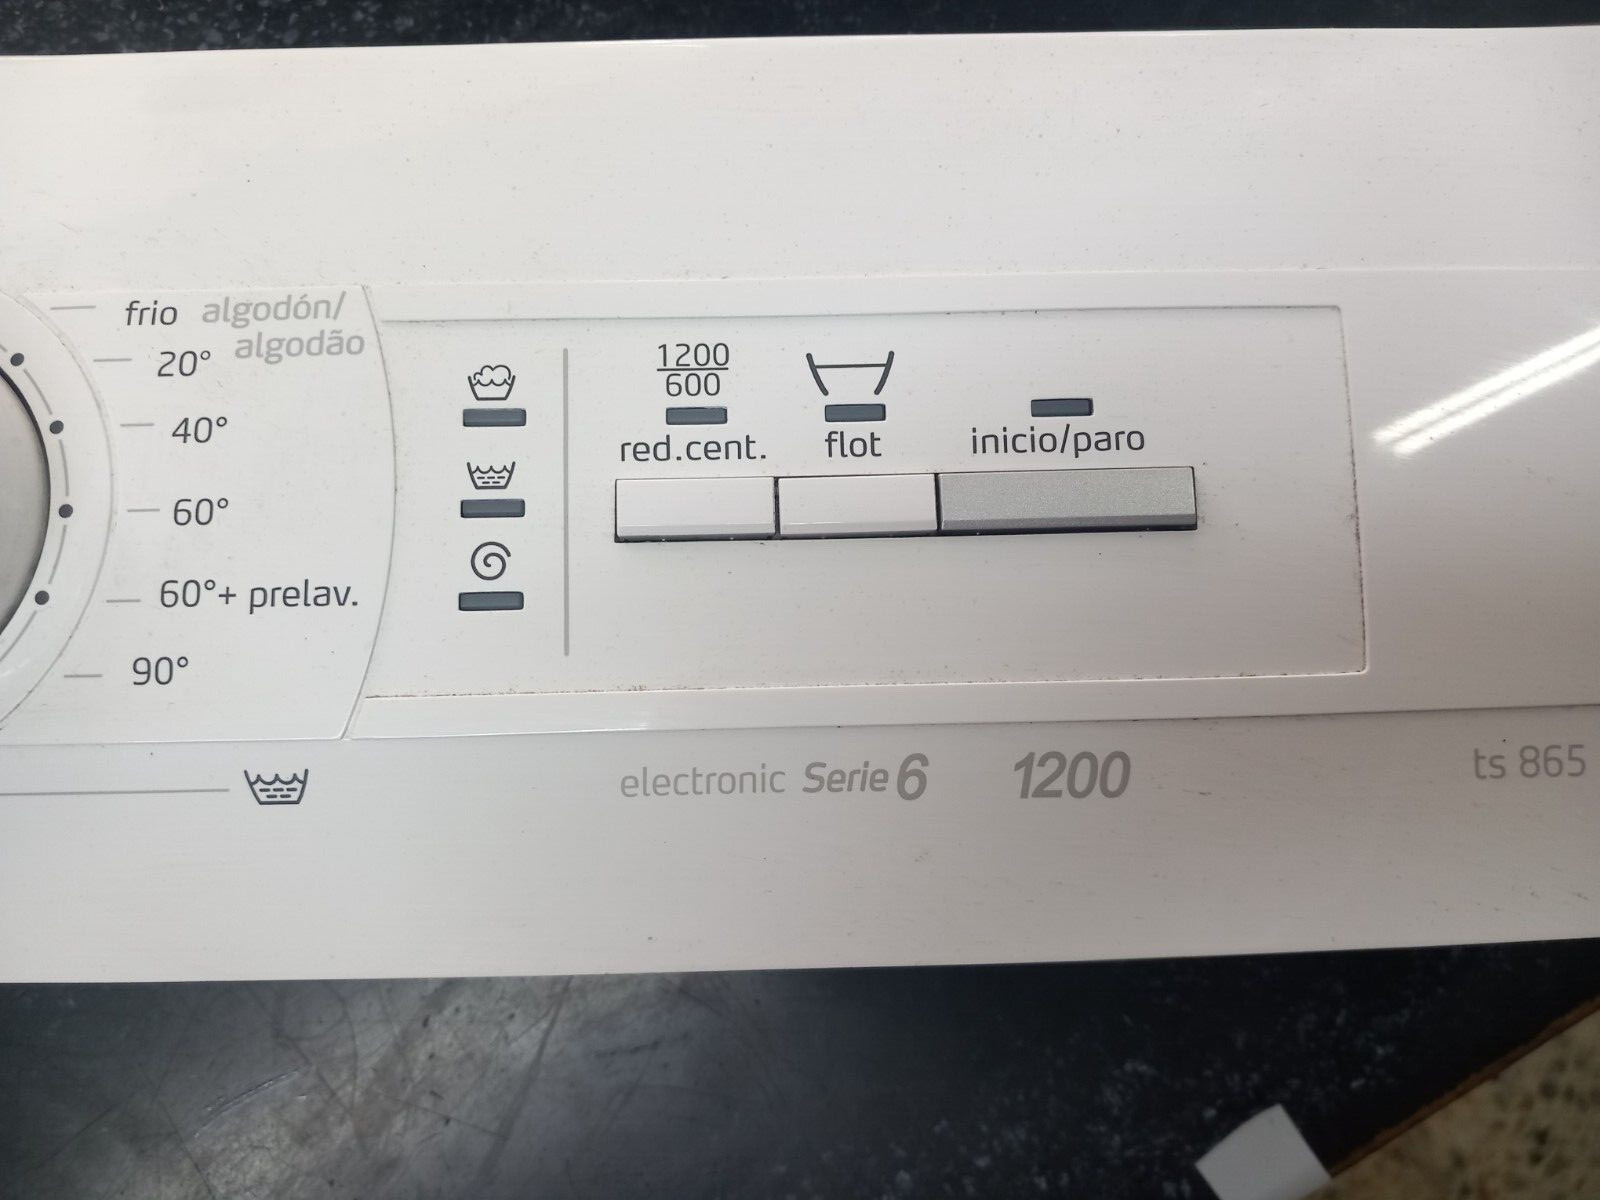 frio algodón/
algodão
20°
40°
60°
60°+ prelav.
90°
1200
600
red.cent.
flot
inicio/paro
electronic Serie 6 1200
ts 865